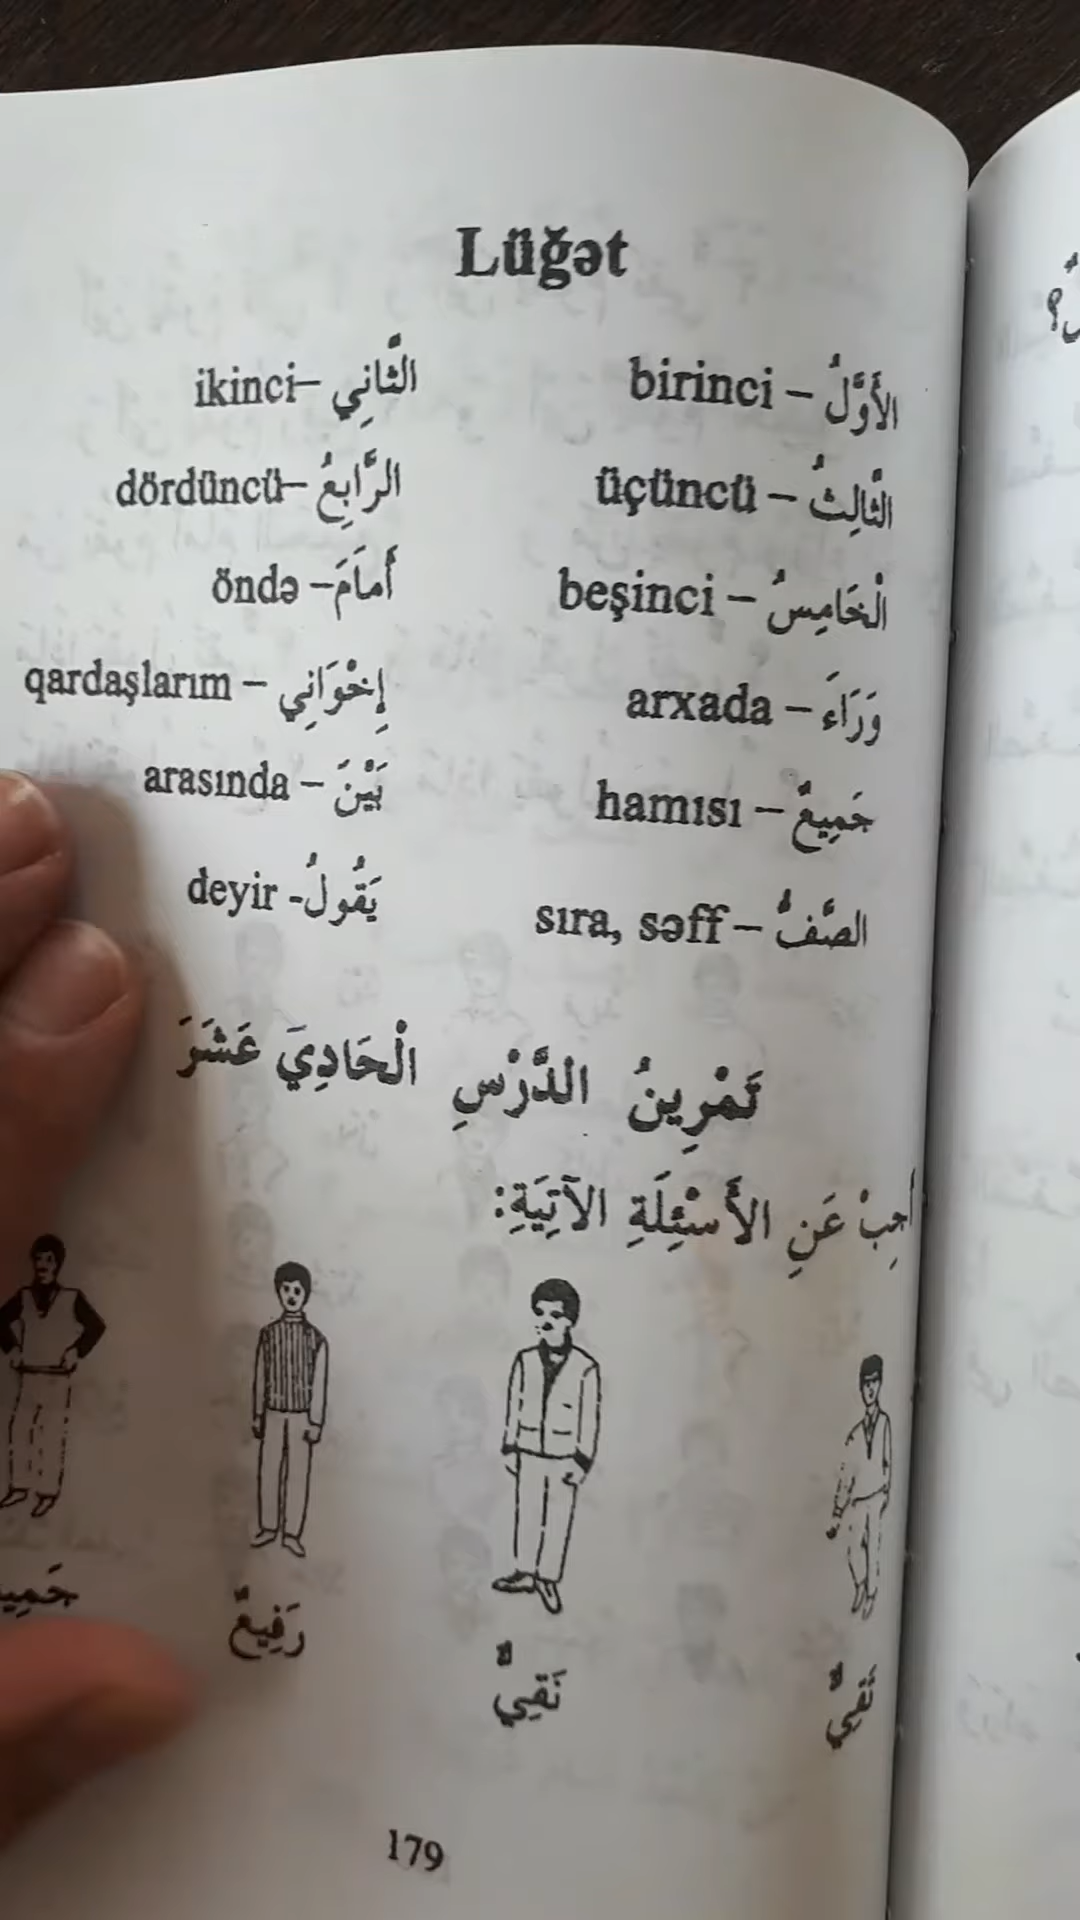 Lüğət
الأَوَّلُ – birinci الثَّانِي – ikinci
الثَّالِثُ – üçüncü الرَّابِعُ – dördüncü
الْخَامِسُ – beşinci أَمَامَ – öndə
وَرَاءَ – arxada إِخْوَانِي – qardaşlarım
جَمِيعٌ – hamısı بَيْنَ – arasında
الصَّفُّ – sıra, səff يَقُولُ - deyir
تَمْرِينُ الدَّرْسِ الْحَادِيَ عَشَرَ
أَجِبْ عَنِ الأَسْئِلَةِ الآتِيَةِ:
رَفِيعٌ
179